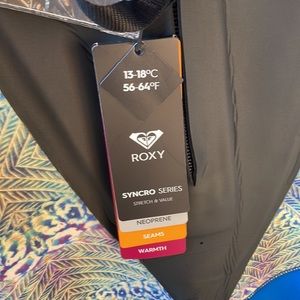 13-18°C
56-64°F
ROXY
SYNCRO SERIES
STRETCH & VALUE
NEOPRENE
SEAMS
WARMTH